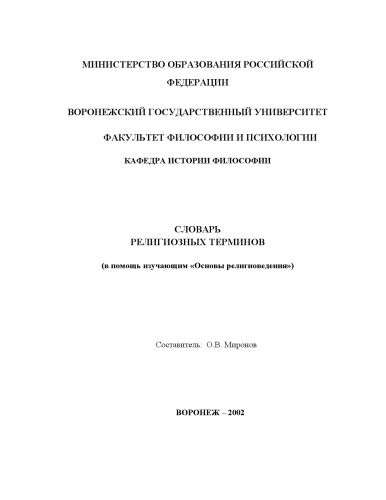 МИНИСТЕРСТВО ОБРАЗОВАНИЯ РОССИЙСКОЙ
ФЕДЕРАЦИИ
ВОРОНЕЖСКИЙ ГОСУДАРСТВЕННЫЙ УНИВЕРСИТЕТ
ФАКУЛЬТЕТ ФИЛОСОФИИ И ПСИХОЛОГИИ
КАФЕДРА ИСТОРИИ ФИЛОСОФИИ
СЛОВАРЬ
РЕЛИГИОЗНЫХ ТЕРМИНОВ
(в помощь изучающим «Основы религиоведения»)
Составитель: О.В. Миронов
ВОРОНЕЖ – 2002